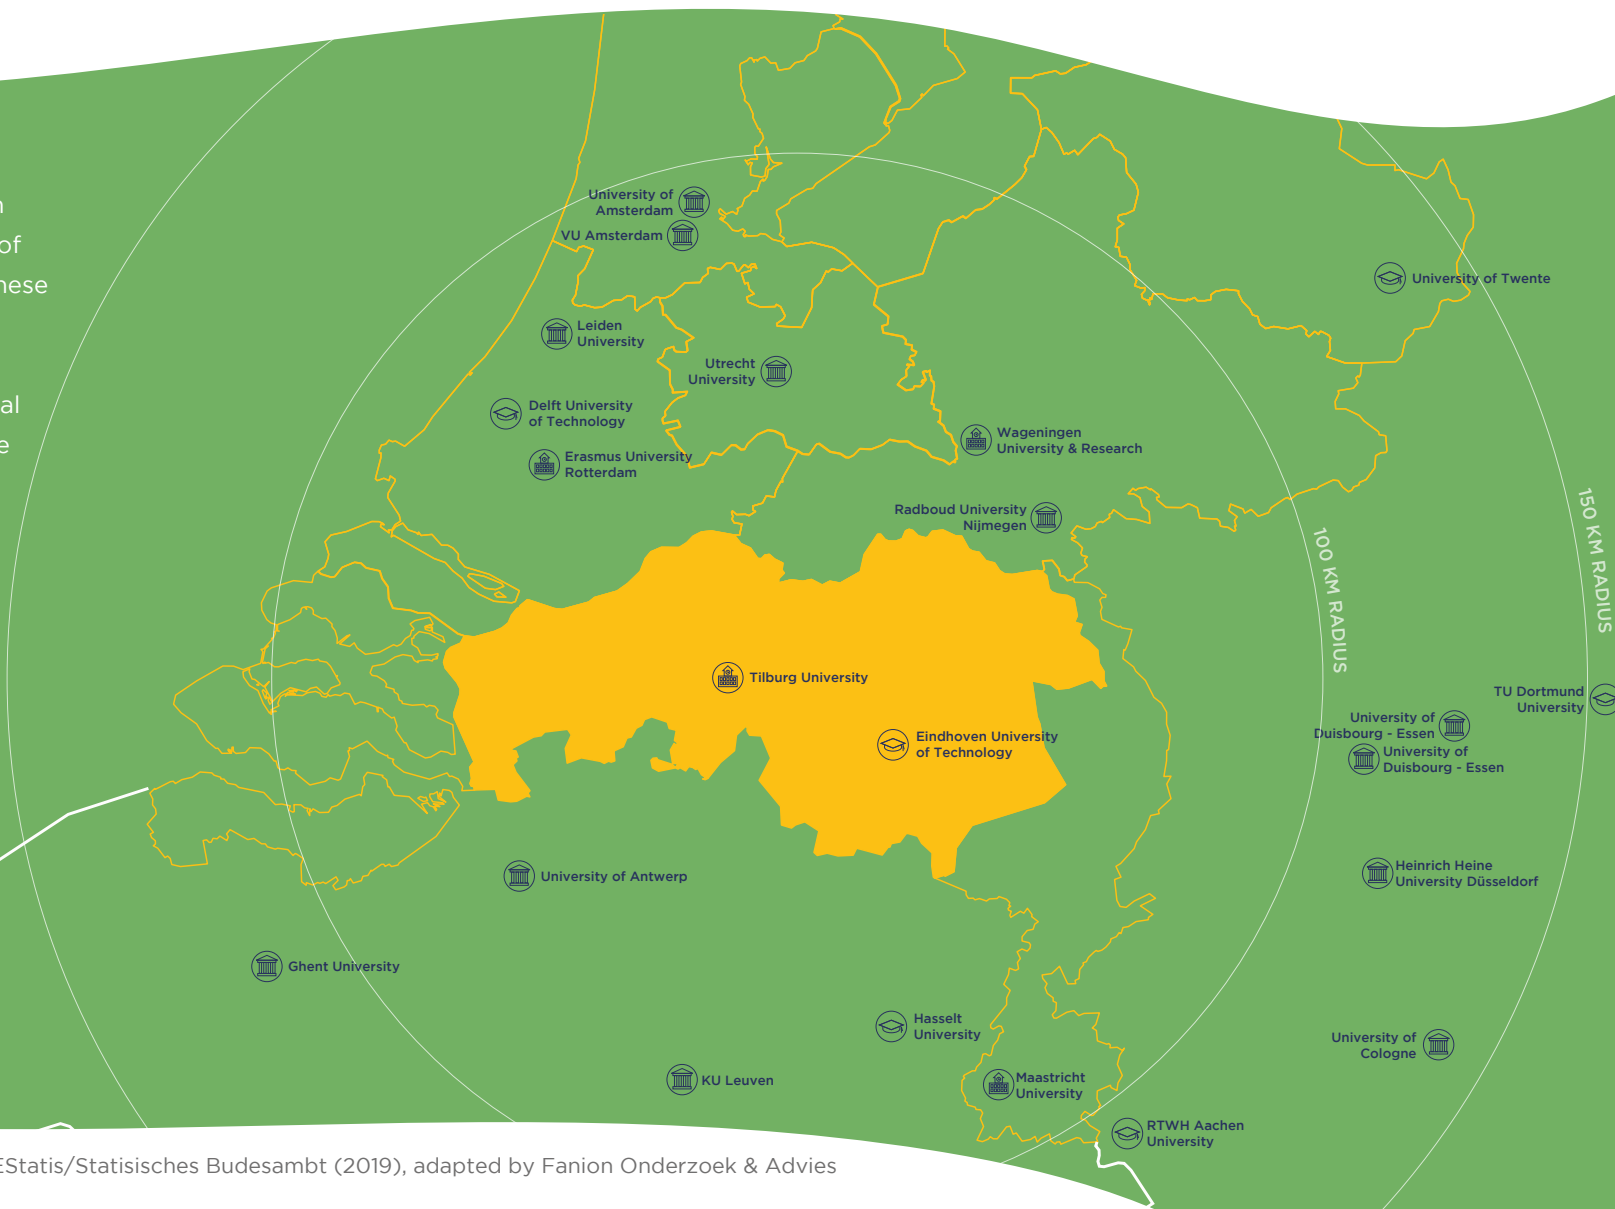 of
al
e
University of
Amsterdam
VU Amsterdam
University of Twente
Leiden
University
Utrecht
University
Delft University
of Technology
Wageningen
University & Research
Erasmus University
Rotterdam
Radboud University
Nijmegen
150 KM RADIUS
100 KM RADIUS
Tilburg University
TU Dortmund
University
University of
Duisbourg - Essen
Eindhoven University
of Technology
University of
Duisbourg - Essen
University of Antwerp
Heinrich Heine
University Düsseldorf
Ghent University
Hasselt
University
University of
Cologne
KU Leuven
Maastricht
University
RTWH Aachen
University
EStatis/Statisisches Budesambt (2019), adapted by Fanion Onderzoek & Advies